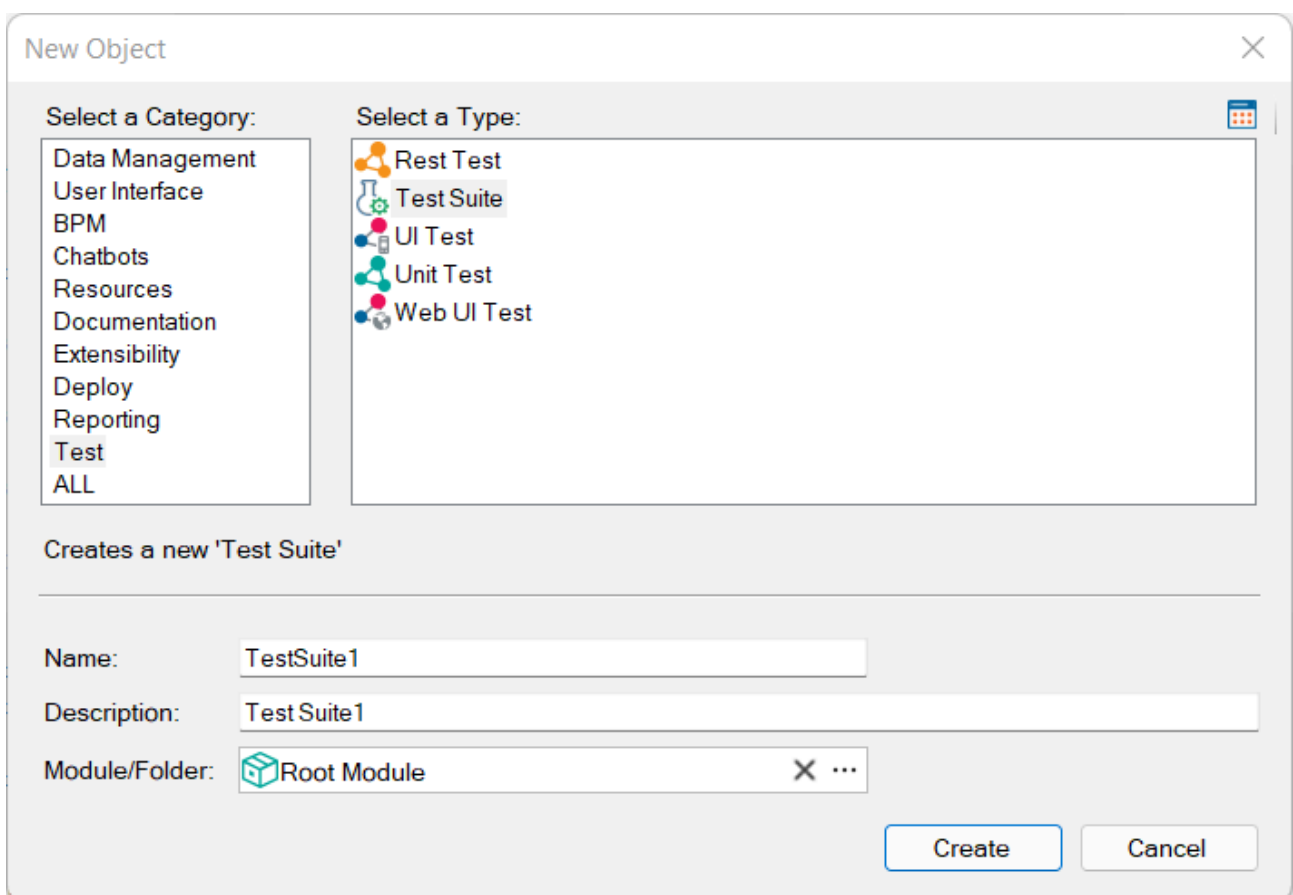 New Object
Select a Category:
Select a Type:
Data Management
User Interface
BPM
Chatbots
Resources
Documentation
Extensibility
Deploy
Reporting
Test
ALL
Rest Test
Test Suite
UI Test
Unit Test
Web UI Test
Creates a new 'Test Suite'
Name: TestSuite1
Description: Test Suite1
Module/Folder: Root Module
Create Cancel